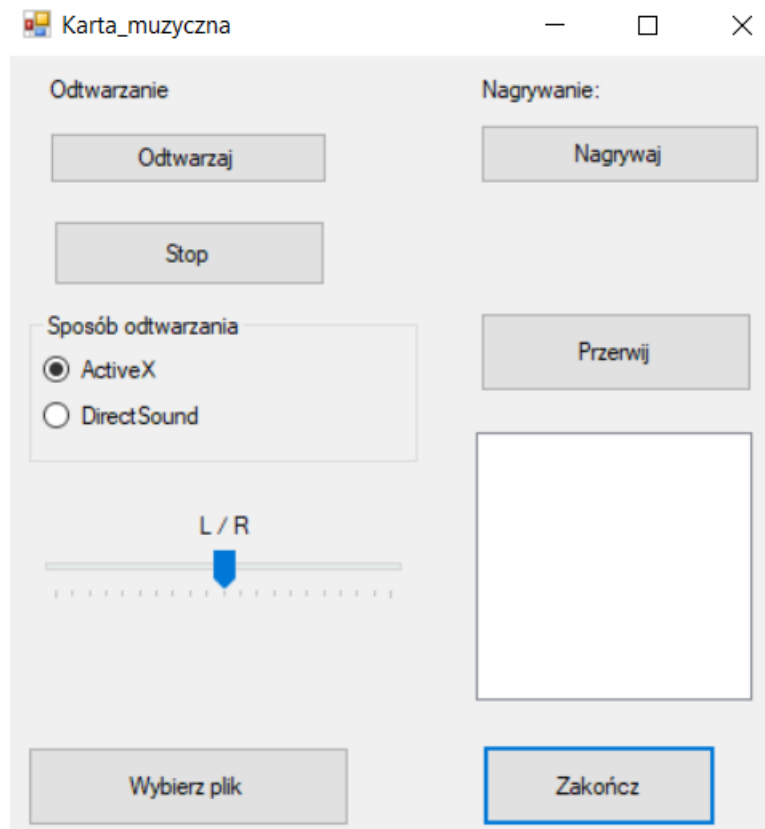 Karta_muzyczna
Odtwarzanie
Nagrywanie:
Odtwarzaj
Nagrywaj
Stop
Sposób odtwarzania
ActiveX
DirectSound
Przerwij
L / R
Wybierz plik
Zakończ